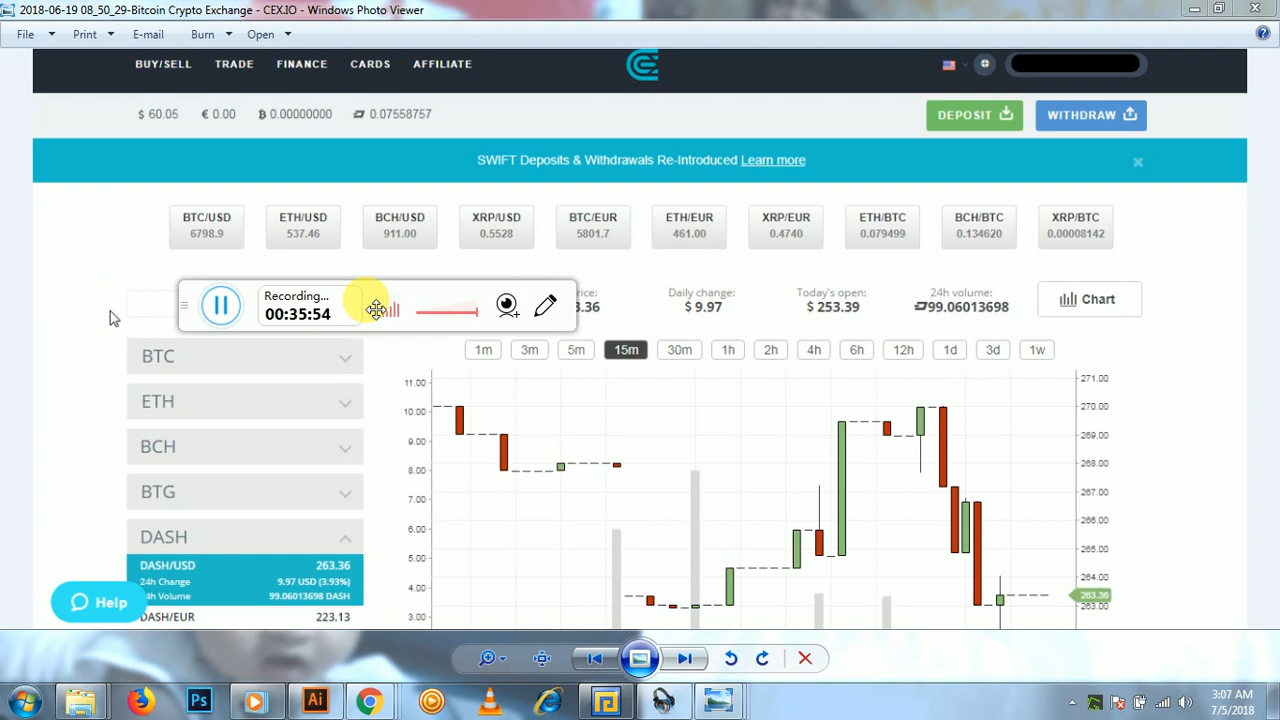 2018-06-19 08_50_29-Bitcoin Crypto Exchange - CEX.IO - Windows Photo Viewer
File Print E-mail Burn Open
BUY/SELL TRADE FINANCE CARDS AFFILIATE
$ 60.05 € 0.00 ฿ 0.00000000 0.07558757 DEPOSIT WITHDRAW
SWIFT Deposits & Withdrawals Re-Introduced Learn more ×
BTC/USD ETH/USD BCH/USD XRP/USD BTC/EUR ETH/EUR XRP/EUR ETH/BTC BCH/BTC XRP/BTC
6798.9 537.46 911.00 0.5528 5801.7 461.00 0.4740 0.079499 0.134620 0.00008142
Recording...
00:35:54
rice: Daily change: Today's open: 24h volume: Chart
3.36 $ 9.97 $ 253.39 99.06013698
1m 3m 5m 15m 30m 1h 2h 4h 6h 12h 1d 3d 1w
BTC
ETH
BCH
BTG
DASH
DASH/USD 263.36
24h Change 9.97 USD (3.93%)
24h Volume 99.06013698 DASH
DASH/EUR 223.13
Help
11.00
10.00
9.00
8.00
7.00
6.00
5.00
4.00
3.00
271.00
270.00
269.00
268.00
267.00
266.00
265.00
264.00
263.36
263.00
Ps Ai
3:07 AM
7/5/2018